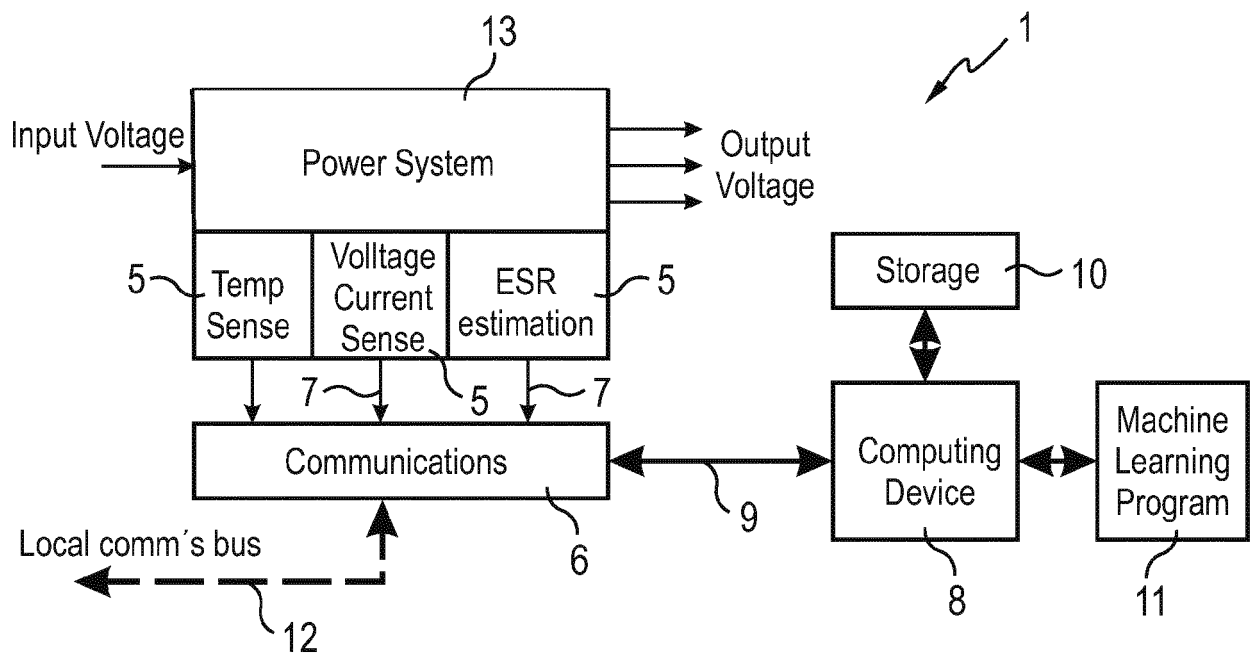 13
1
Input Voltage
Power System
Output
Voltage
5
Temp
Sense
Volltage
Current
Sense
ESR
estimation
5
Storage
10
7
5
7
Communications
Computing
Device
Machine
Learning
Program
9
6
Local comm´s bus
8
11
12